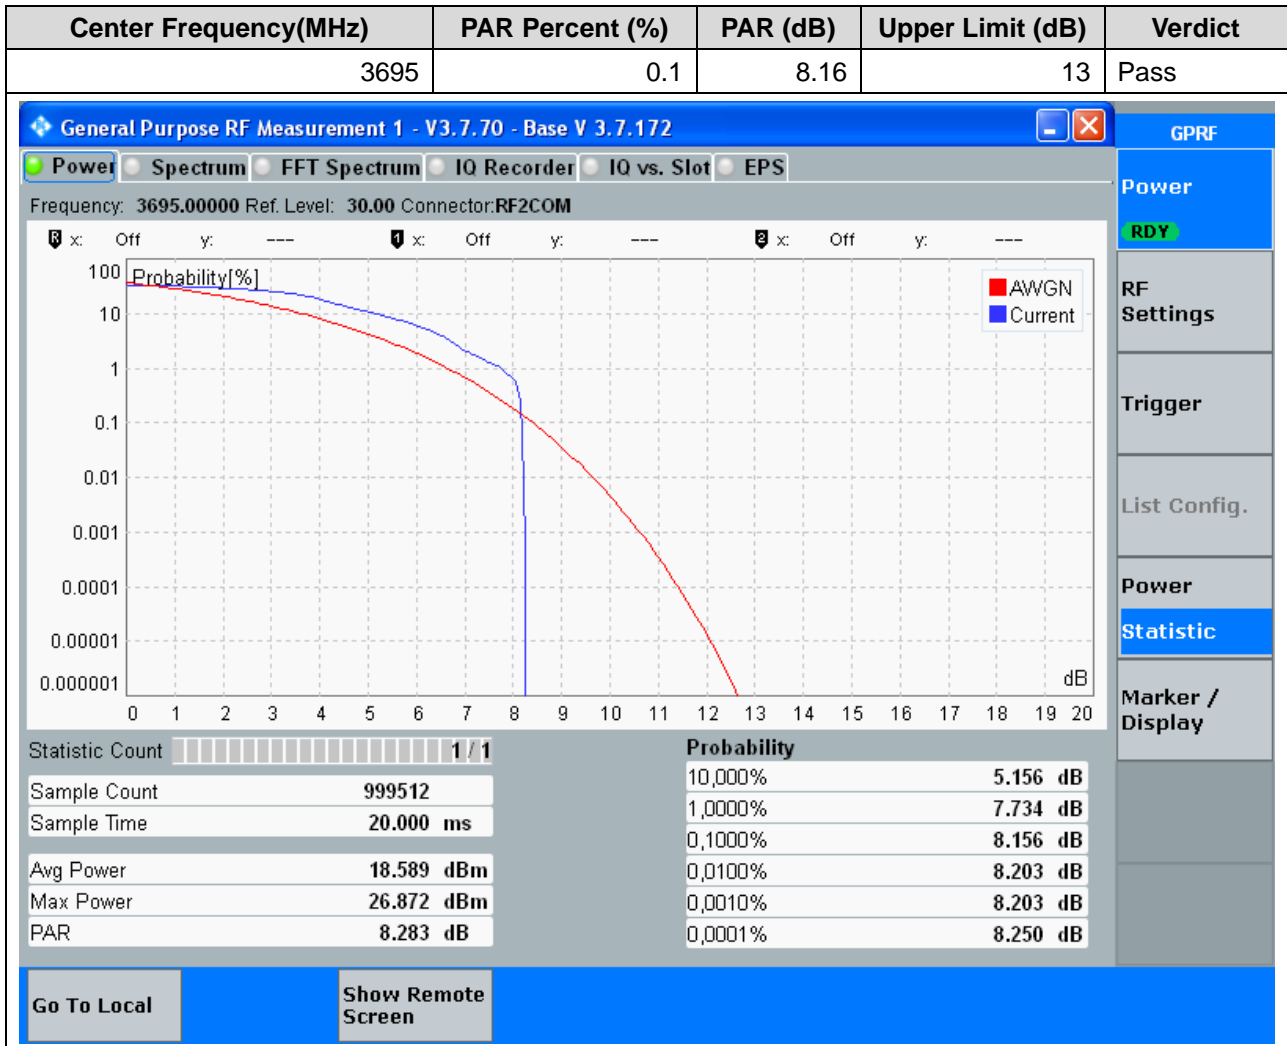 Center Frequency(MHz) PAR Percent (%) PAR (dB) Upper Limit (dB) Verdict
3695 0.1 8.16 13 Pass
General Purpose RF Measurement 1 - V3.7.70 - Base V 3.7.172
GPRF
Power Spectrum FFT Spectrum IQ Recorder IQ vs. Slot EPS
Power
RDY
Frequency: 3695.00000 Ref. Level: 30.00 Connector:RF2COM
R x: Off y: --- 1 x: Off y: --- 2 x: Off y: ---
Probability[%]
AWGN
Current
100
10
1
0.1
0.01
0.001
0.0001
0.00001
0.000001
dB
0 1 2 3 4 5 6 7 8 9 10 11 12 13 14 15 16 17 18 19 20
RF
Settings
Trigger
List Config.
Power
Statistic
Marker /
Display
Statistic Count 1 / 1
Sample Count 999512
Sample Time 20.000 ms
Avg Power 18.589 dBm
Max Power 26.872 dBm
PAR 8.283 dB
Probability
10,000% 5.156 dB
1,0000% 7.734 dB
0,1000% 8.156 dB
0,0100% 8.203 dB
0,0010% 8.203 dB
0,0001% 8.250 dB
Go To Local
Show Remote
Screen